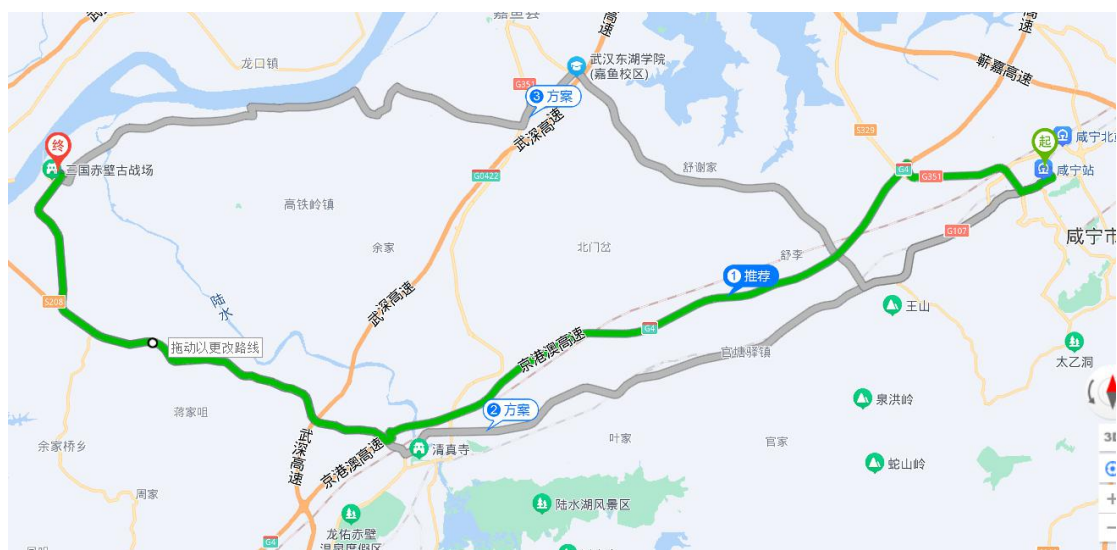 嘉鱼县
武汉东湖学院
(嘉鱼校区)
龙口镇
G351
3 方案
武深高速
蕲嘉高速
S329
起
咸宁北站
咸宁站
终
三国赤壁古战场
G0422
舒谢家
G4
G351
高铁岭镇
G107
咸宁市
余家
北门岔
舒李
1 推荐
S208
陆水
武深高速
王山
G4
拖动以更改路线
京港澳高速
官塘驿镇
太乙洞
泉洪岭
蒋家咀
2 方案
叶家
官家
余家桥乡
武深高速
京港澳高速
清真寺
蛇山岭
3D
周家
陆水湖风景区
龙佑赤壁
温泉度假区
G4